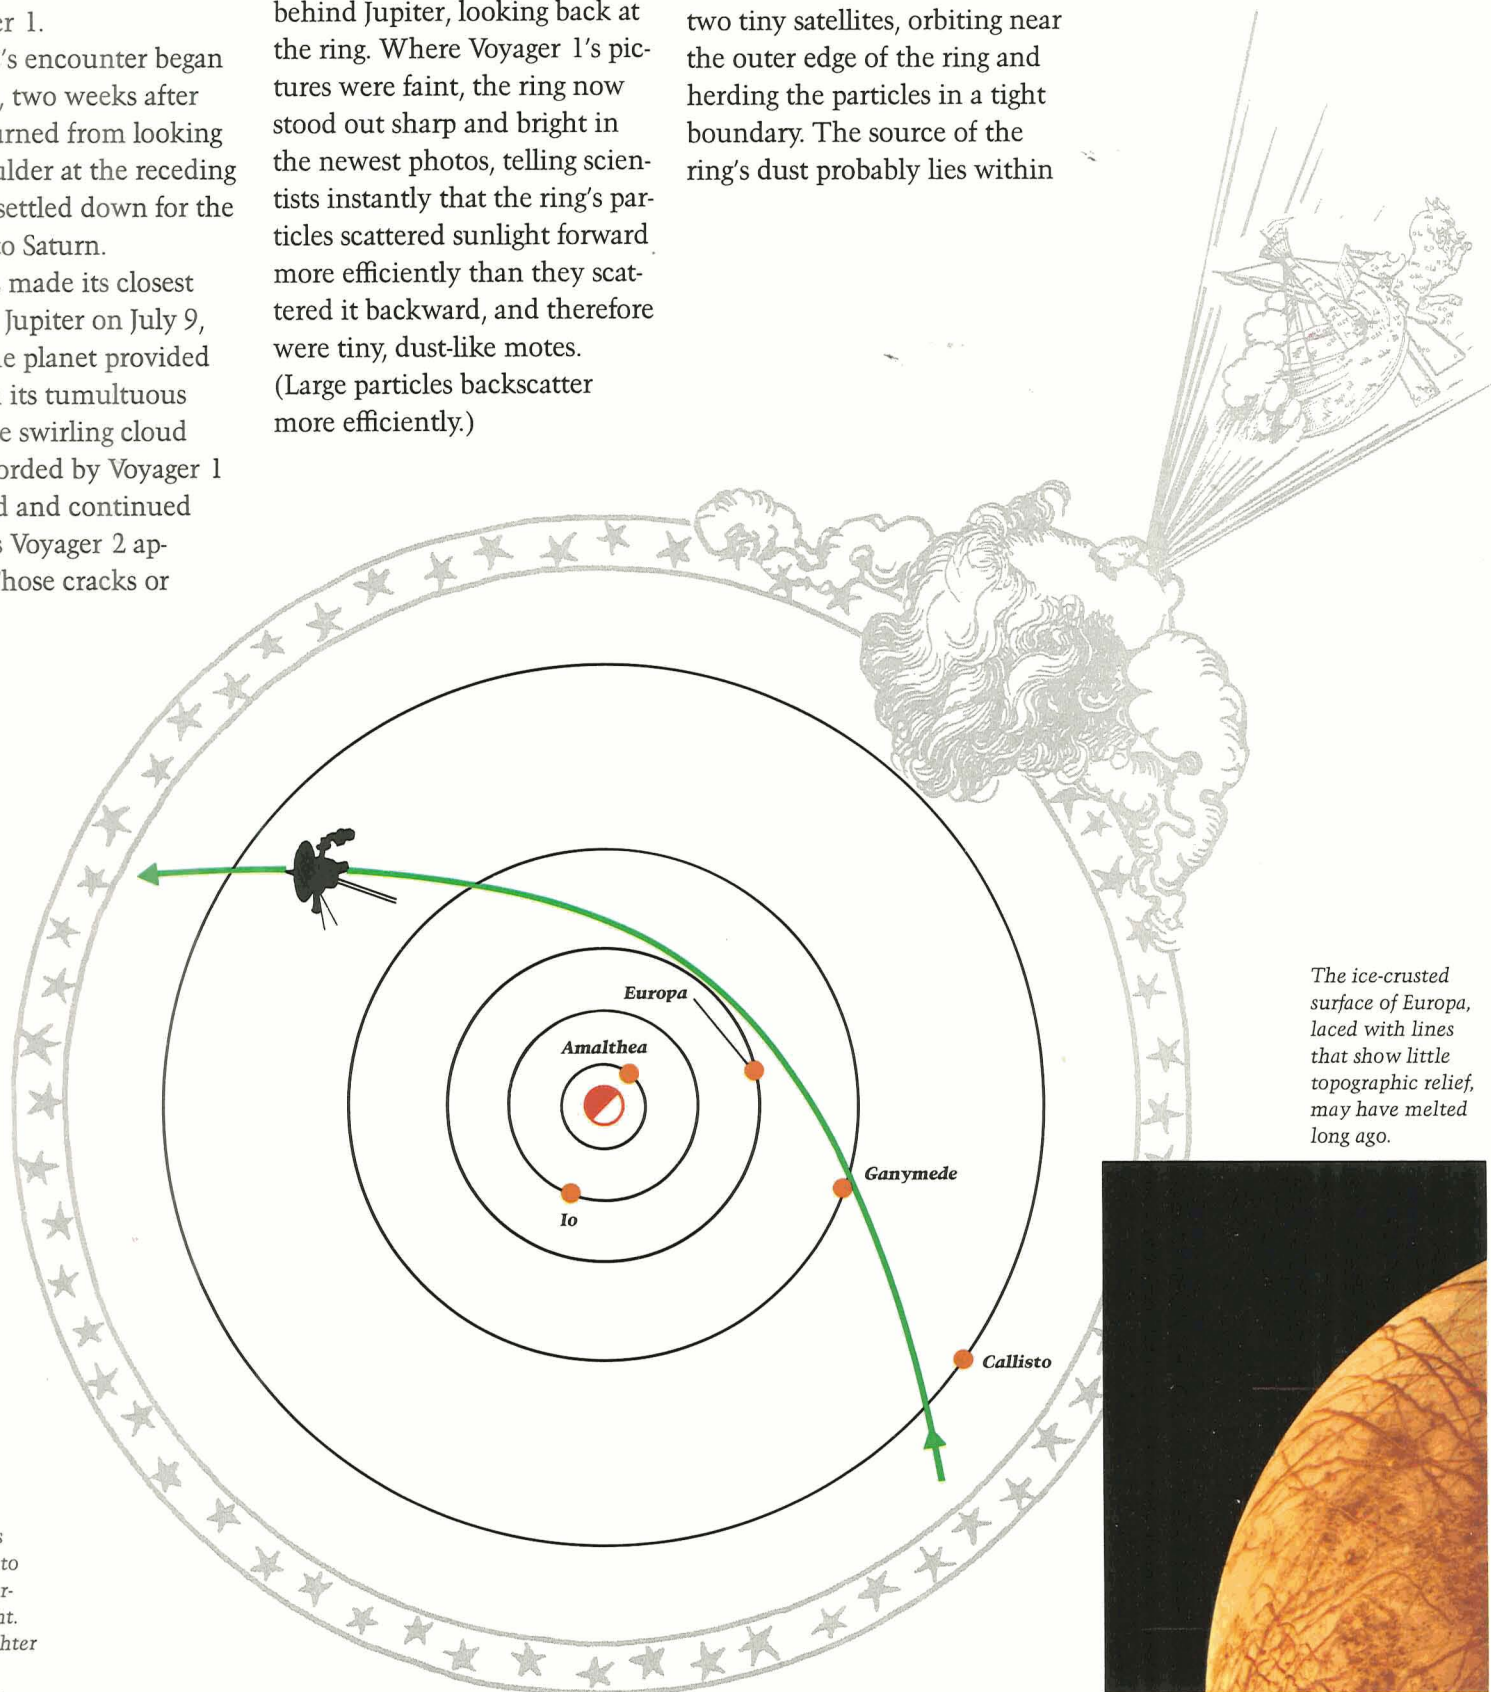 er 1.
's encounter began
, two weeks after
urned from looking
ulder at the receding
settled down for the
to Saturn.
made its closest
Jupiter on July 9,
e planet provided
its tumultuous
e swirling cloud
orded by Voyager 1
d and continued
s Voyager 2 ap-
hose cracks or
behind Jupiter, looking back at
the ring. Where Voyager 1's pic-
tures were faint, the ring now
stood out sharp and bright in
the newest photos, telling scien-
tists instantly that the ring's par-
ticles scattered sunlight forward
more efficiently than they scat-
tered it backward, and therefore
were tiny, dust-like motes.
(Large particles backscatter
more efficiently.)
two tiny satellites, orbiting near
the outer edge of the ring and
herding the particles in a tight
boundary. The source of the
ring's dust probably lies within
Europa
Amalthea
Io
Ganymede
Callisto
The ice-crusted
surface of Europa,
laced with lines
that show little
topographic relief,
may have melted
long ago.
s
to
r-
nt.
hter